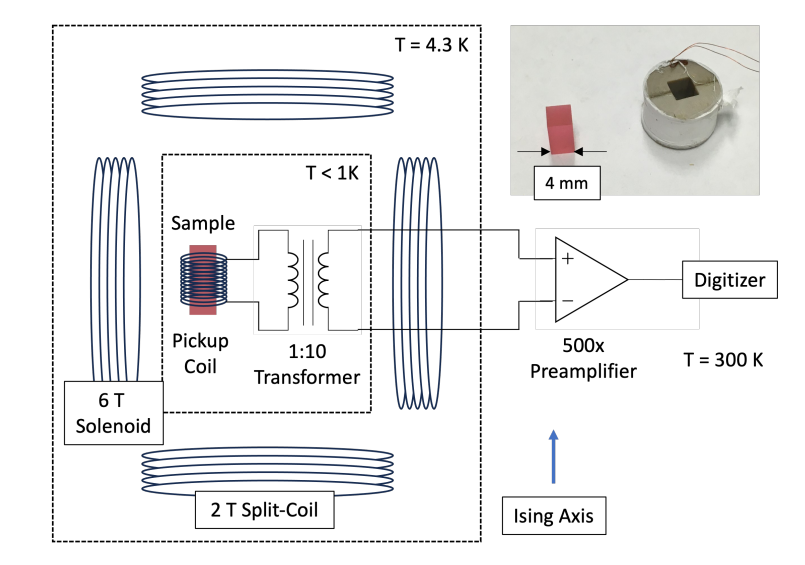 T = 4.3 K
T < 1K
Sample
Pickup
Coil
1:10
Transformer
6 T
Solenoid
2 T Split-Coil
4 mm
+
−
500x
Preamplifier
Digitizer
T = 300 K
Ising Axis